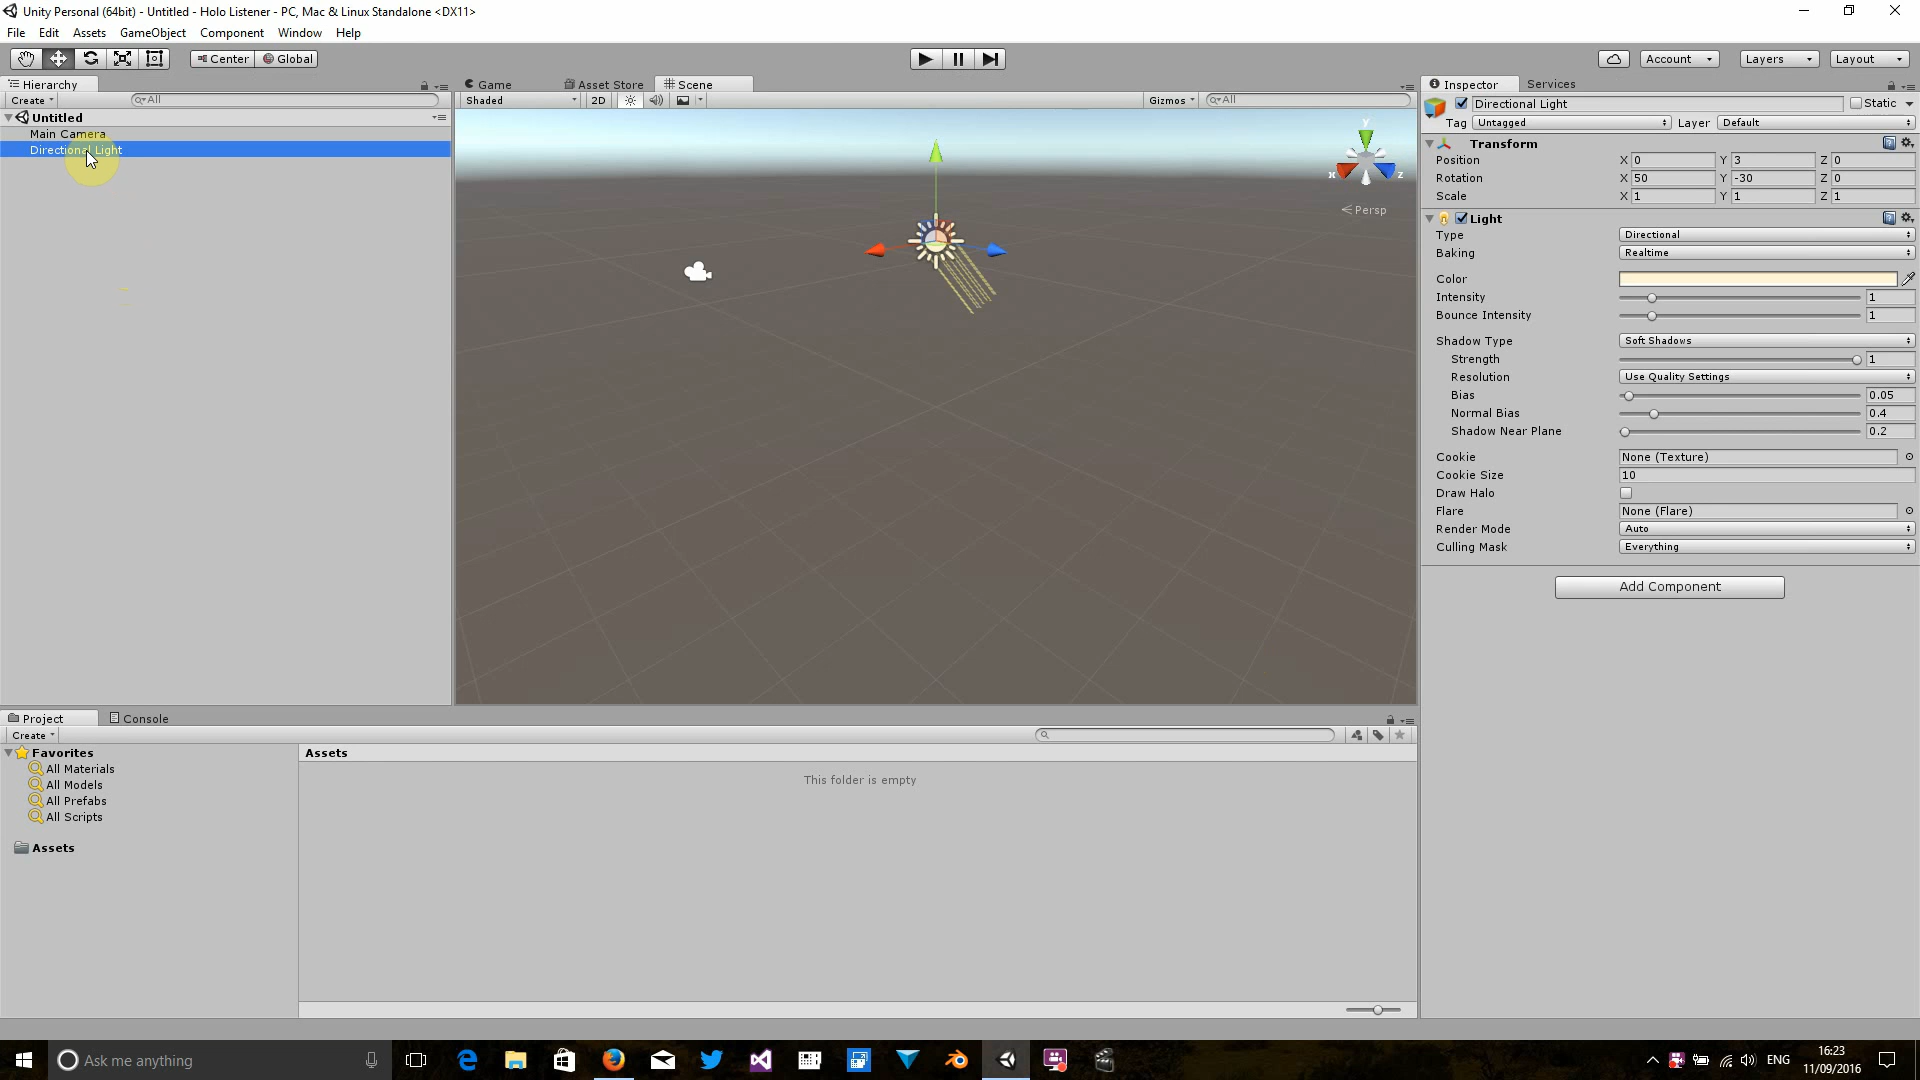 Unity Personal (64bit) - Untitled - Holo Listener - PC, Mac & Linux Standalone <DX11>
File Edit Assets GameObject Component Window Help
Center Global Account Layers Layout
Hierarchy
Create All
Untitled
Main Camera
Directional Light
Game Asset Store Scene
Shaded 2D Gizmos All
y
x z
Persp
Inspector Services
Directional Light Static
Tag Untagged Layer Default
Transform
Position X 0 Y 3 Z 0
Rotation X 50 Y -30 Z 0
Scale X 1 Y 1 Z 1
Light
Type Directional
Baking Realtime
Color
Intensity 1
Bounce Intensity 1
Shadow Type Soft Shadows
Strength 1
Resolution Use Quality Settings
Bias 0.05
Normal Bias 0.4
Shadow Near Plane 0.2
Cookie None (Texture)
Cookie Size 10
Draw Halo
Flare None (Flare)
Render Mode Auto
Culling Mask Everything
Add Component
Project Console
Create
Favorites
All Materials
All Models
All Prefabs
All Scripts
Assets
Assets
This folder is empty
Ask me anything
ENG
16:23
11/09/2016